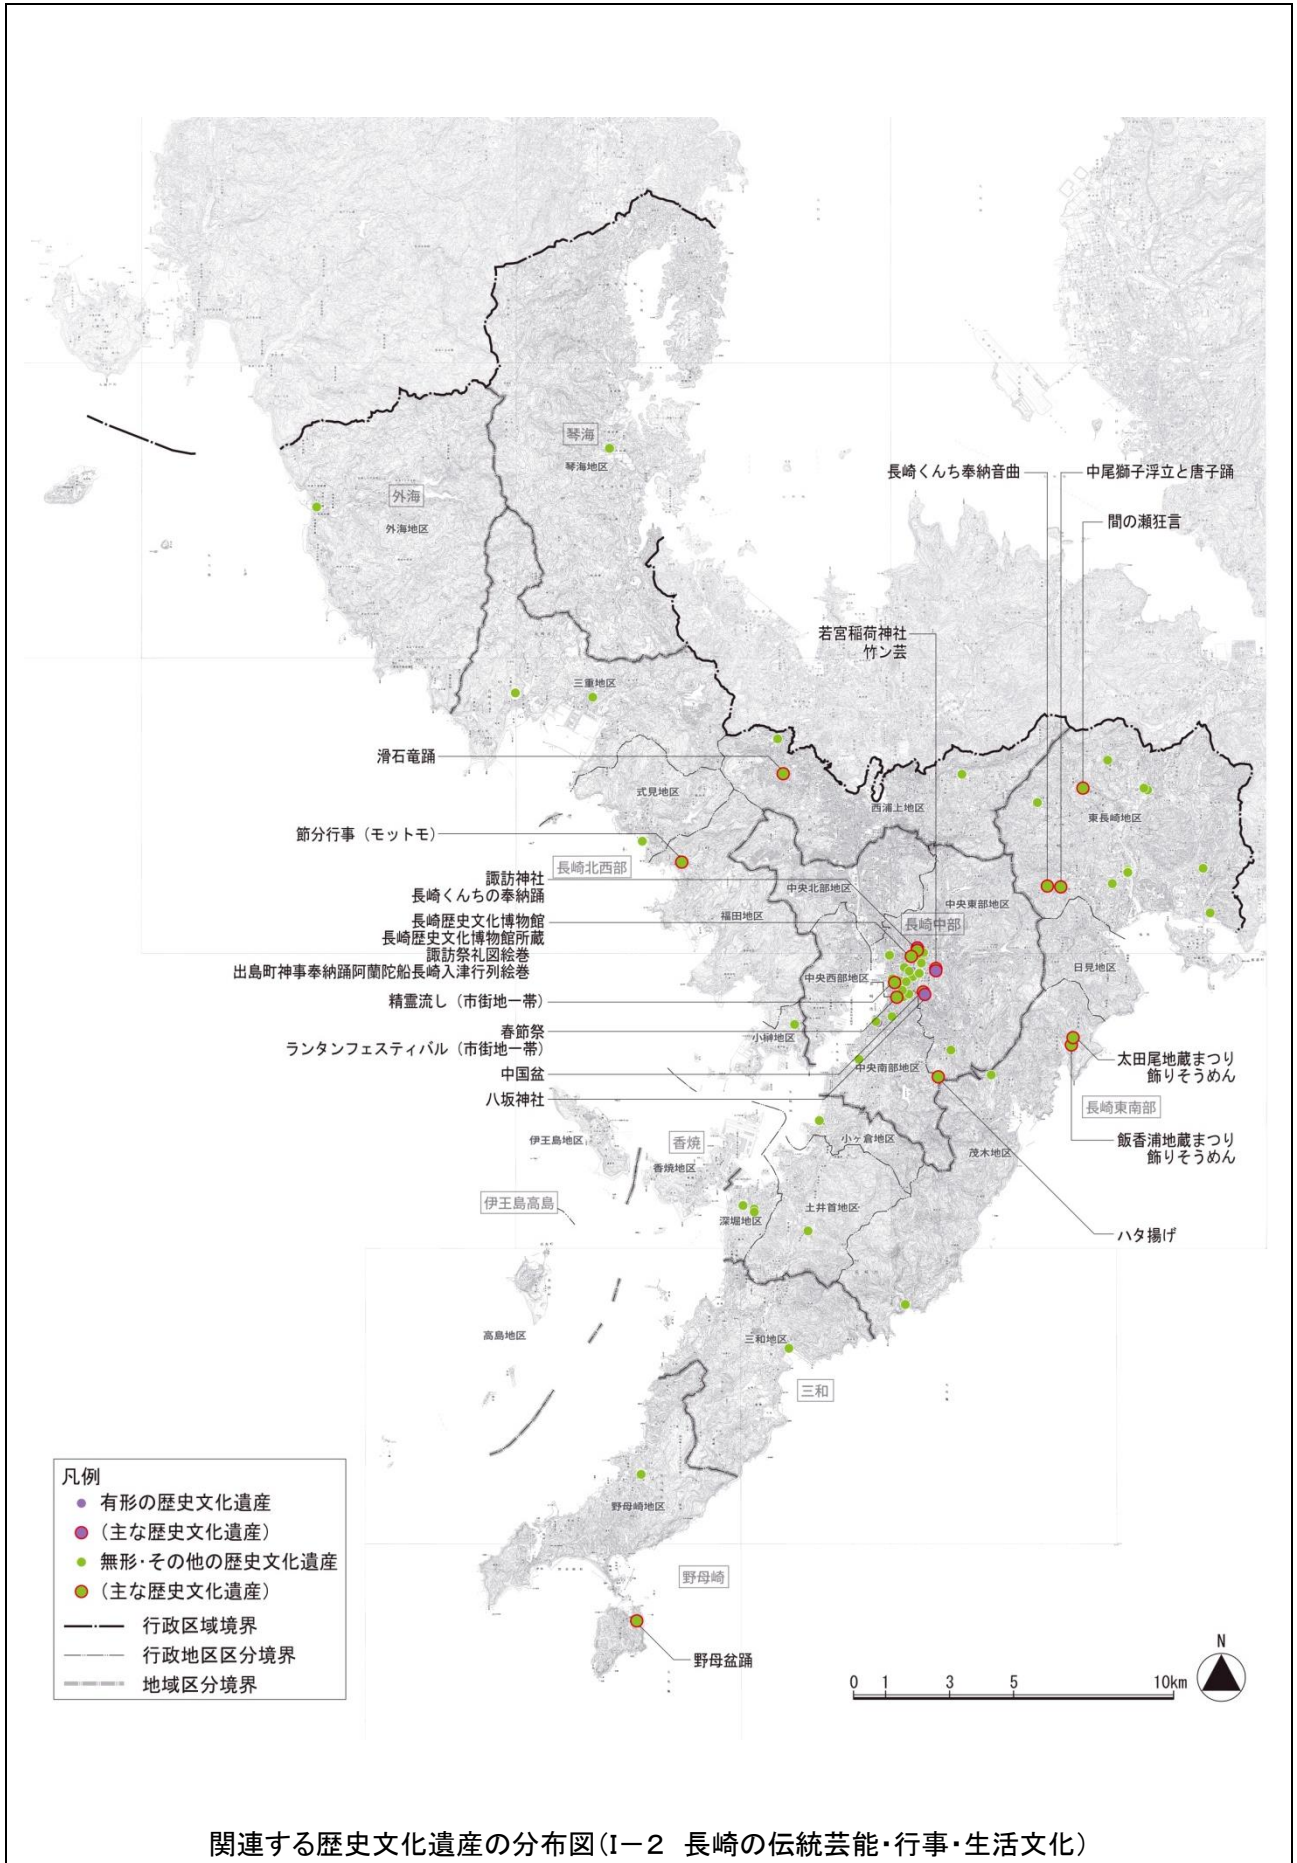 琴海
琴海地区
外海
外海地区
長崎くんち奉納音曲
中尾獅子浮立と唐子踊
間の瀬狂言
若宮稲荷神社
竹ン芸
三重地区
滑石竜踊
式見地区
西浦上地区
東長崎地区
節分行事（モットモ）
長崎北西部
諏訪神社
長崎くんちの奉納踊
中央北部地区
中央東部地区
福田地区
長崎中部
長崎歴史文化博物館
長崎歴史文化博物館所蔵
諏訪祭礼図絵巻
出島町神事奉納踊阿蘭陀船長崎入津行列絵巻
中央西部地区
日見地区
精霊流し（市街地一帯）
春節祭
ランタンフェスティバル（市街地一帯）
小榊地区
中央南部地区
太田尾地蔵まつり
飾りそうめん
中国盆
八坂神社
長崎東南部
伊王島地区
香焼
香焼地区
小ヶ倉地区
茂木地区
飯香浦地蔵まつり
飾りそうめん
伊王島高島
深堀地区
土井首地区
ハタ揚げ
高島地区
三和地区
三和
野母崎地区
野母崎
野母盆踊
凡例
有形の歴史文化遺産
（主な歴史文化遺産）
無形・その他の歴史文化遺産
（主な歴史文化遺産）
行政区域境界
行政地区区分境界
地域区分境界
N
0 1 3 5 10km
関連する歴史文化遺産の分布図（I－２ 長崎の伝統芸能・行事・生活文化）